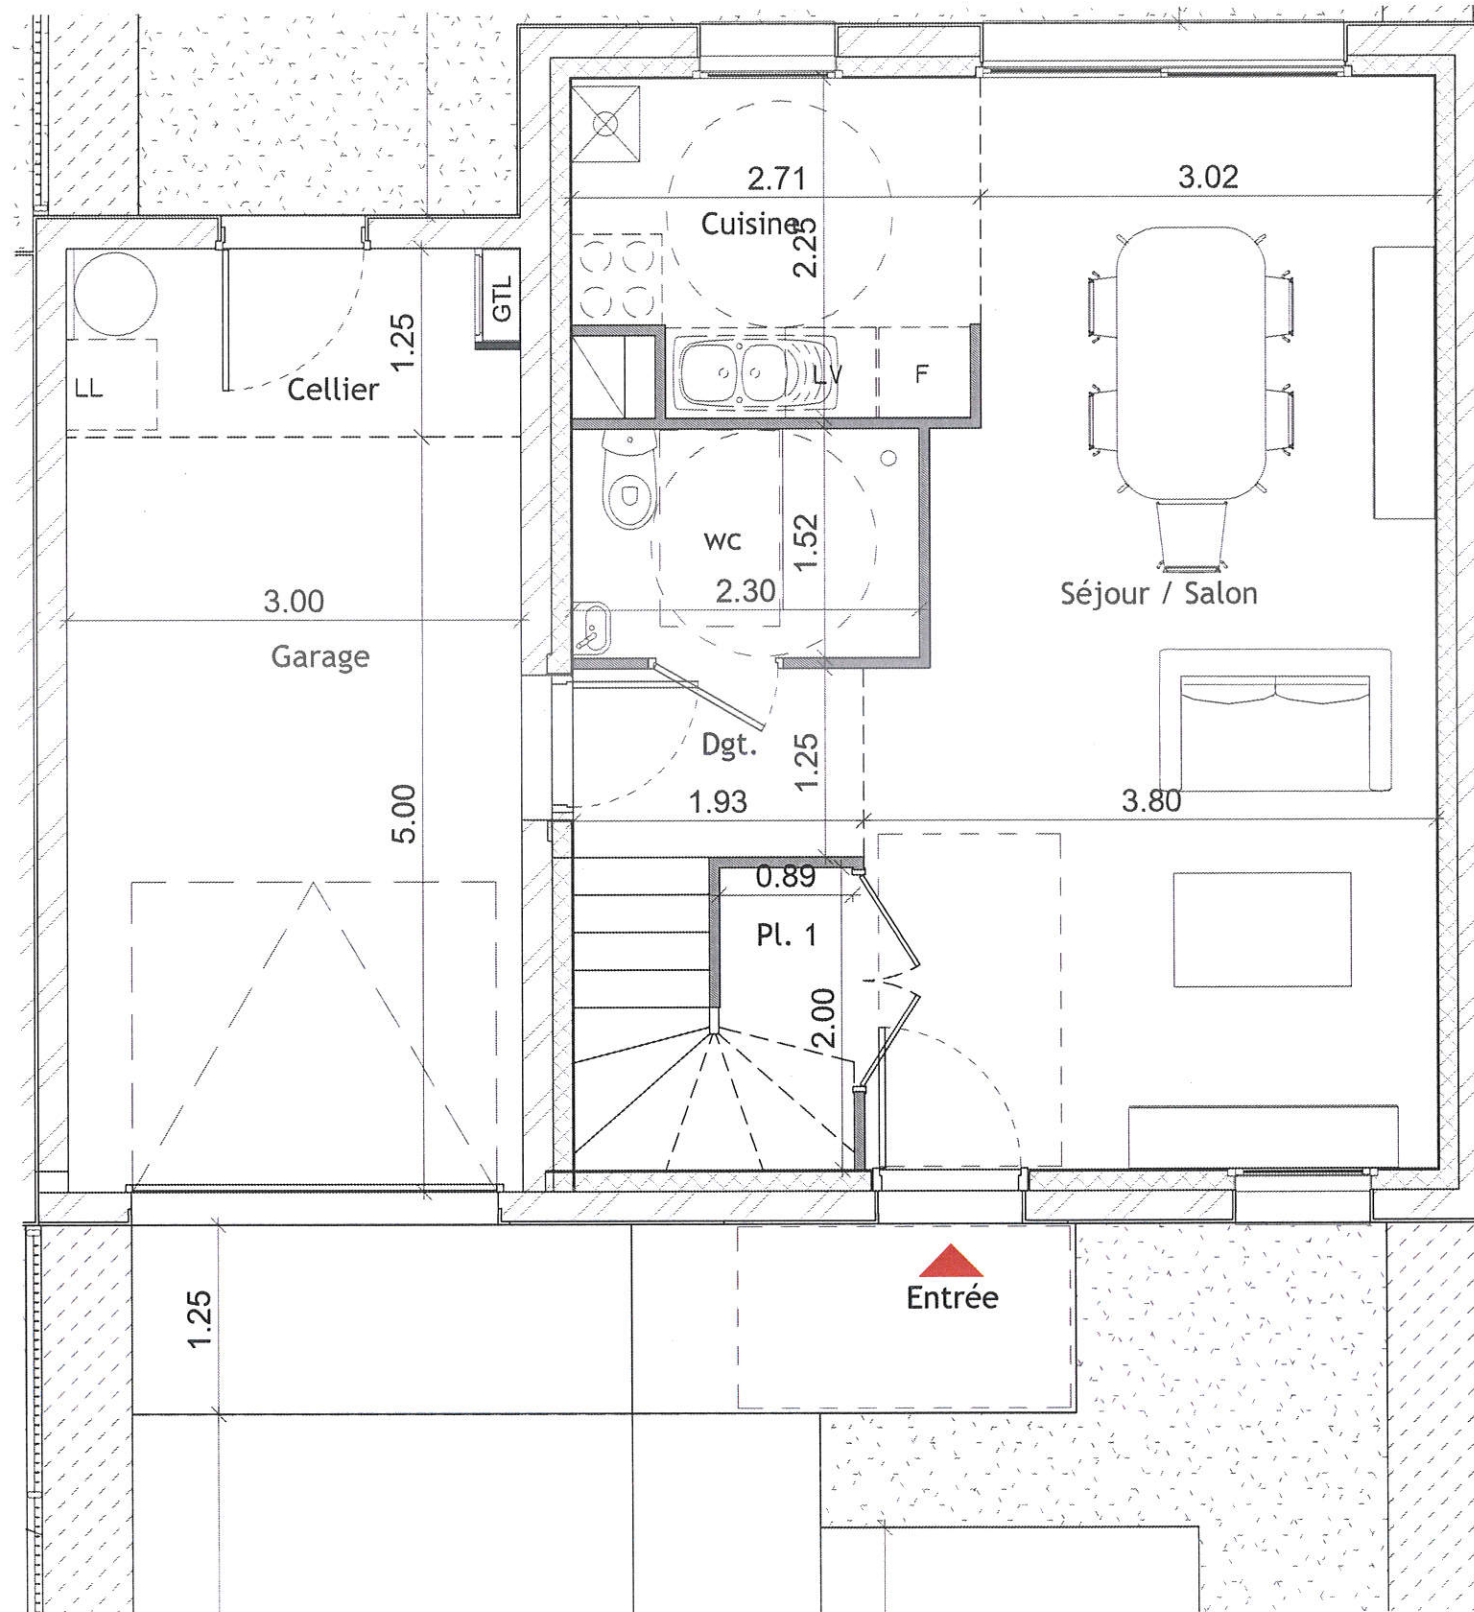 2.71
3.02
Cuisine
2.25
GTL
1.25
LL
Cellier
LV
F
WC
1.52
2.30
3.00
Séjour / Salon
Garage
Dgt.
1.25
1.93
3.80
5.00
0.89
Pl. 1
2.00
Entrée
1.25